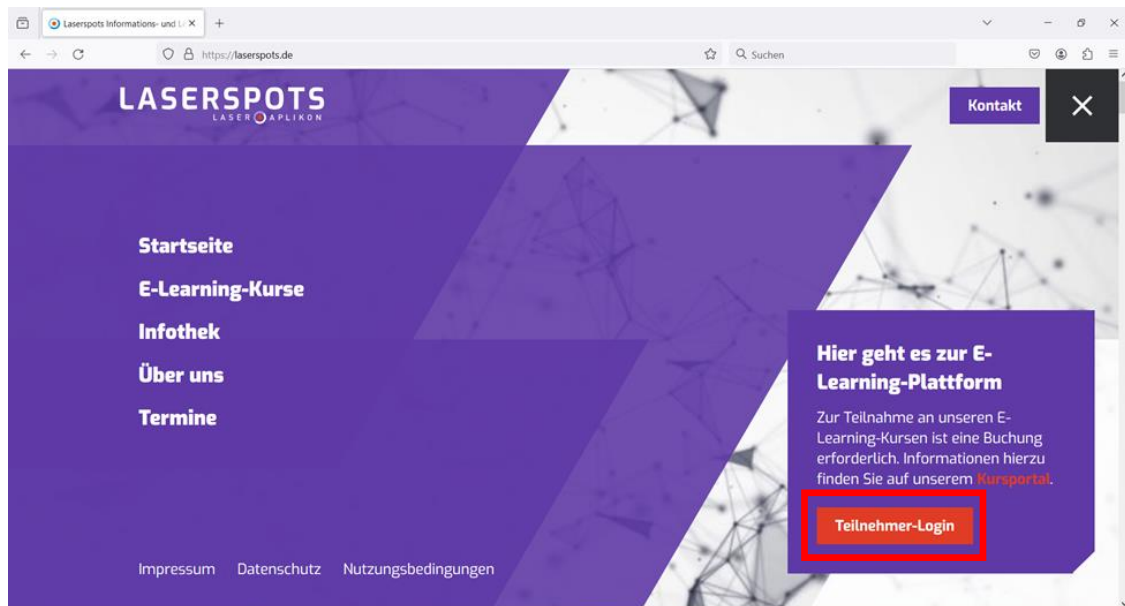 Laserspots Informations- und L
https://laserspots.de
Suchen
LASERSPOTS
LASER APLIKON
Kontakt
Startseite
E-Learning-Kurse
Infothek
Über uns
Termine
Hier geht es zur E-
Learning-Plattform
Zur Teilnahme an unseren E-
Learning-Kursen ist eine Buchung
erforderlich. Informationen hierzu
finden Sie auf unserem Kursportal.
Teilnehmer-Login
Impressum Datenschutz Nutzungsbedingungen